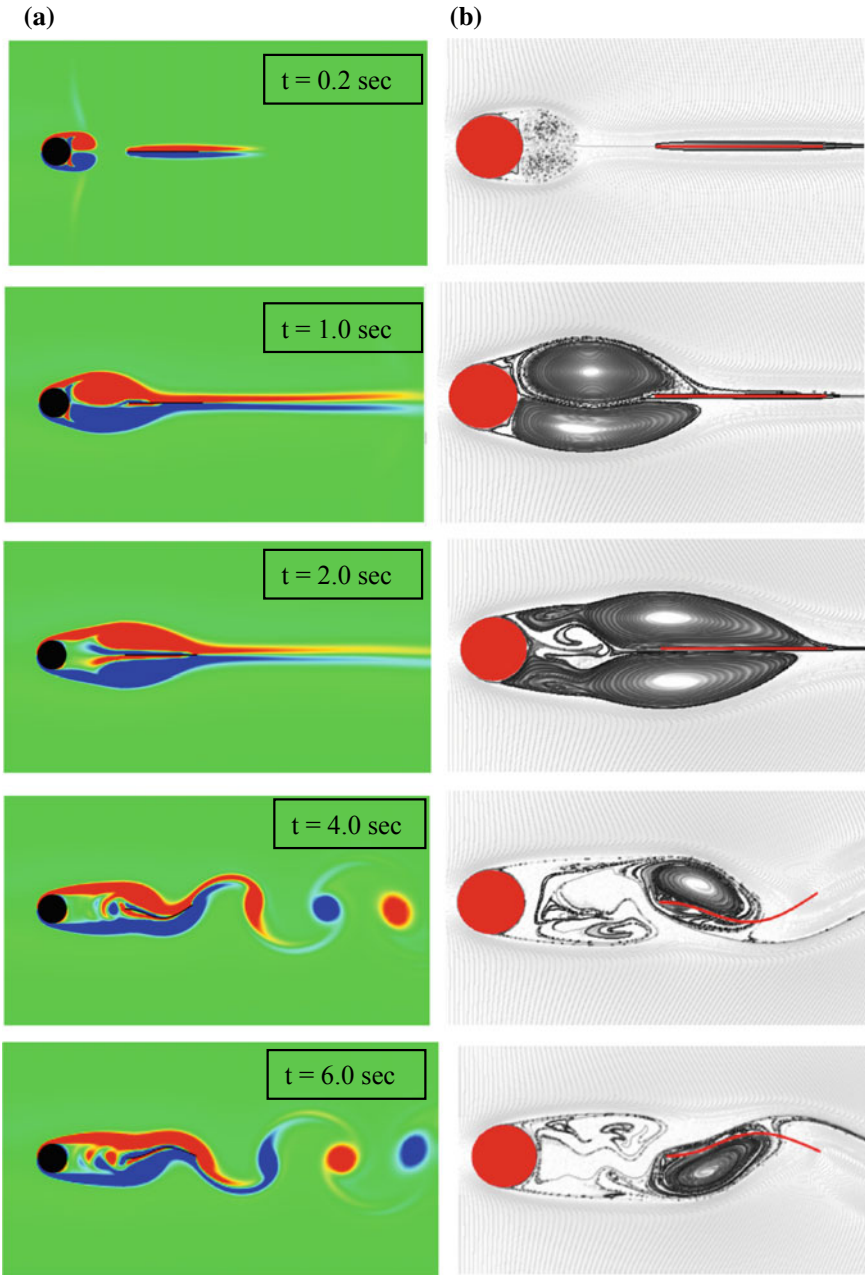 (a) (b)
t = 0.2 sec
t = 1.0 sec
t = 2.0 sec
t = 4.0 sec
t = 6.0 sec